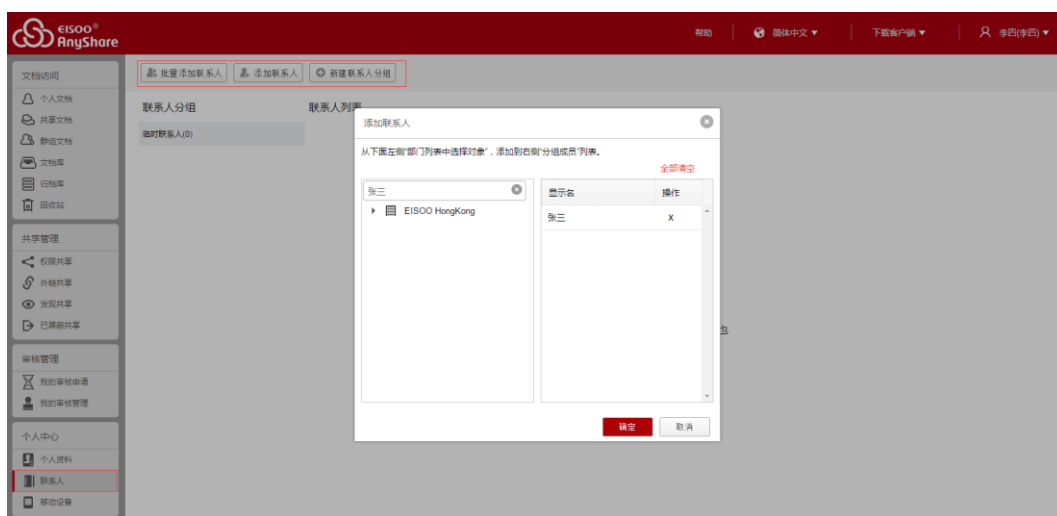 EISOO®
AnyShare
帮助
简体中文 ▼
下载客户端 ▼
李四(李四) ▼
文档访问
个人文档
共享文档
群组文档
文档库
归档库
回收站
共享管理
权限共享
外链共享
发现共享
已屏蔽共享
审核管理
我的审核申请
我的审核管理
个人中心
个人资料
联系人
移动设备
批量添加联系人
添加联系人
新建联系人分组
联系人分组
联系人列表
临时联系人(0)
添加联系人
从下面左侧“部门列表中选择对象”，添加到右侧“分组成员”列表。
全部清空
张三
EISOO HongKong
显示名
操作
张三
x
确定
取消